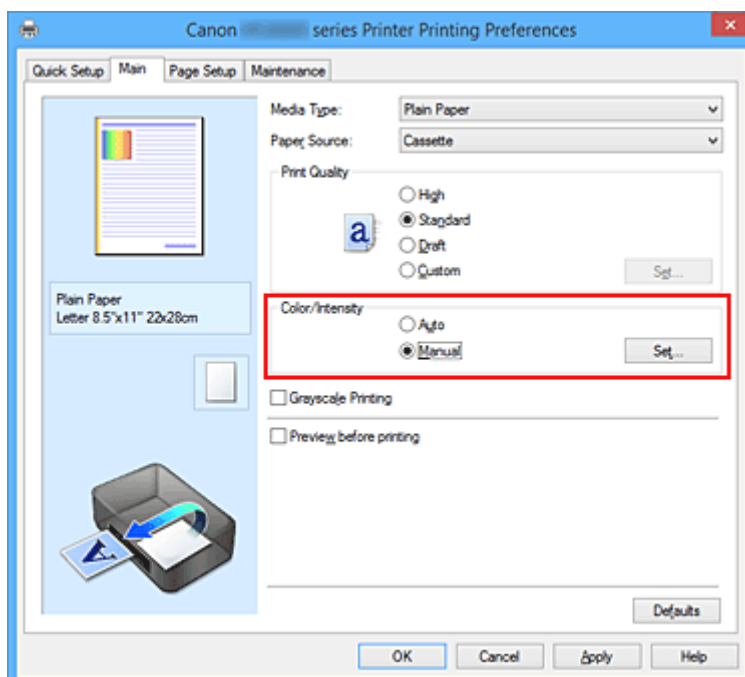 Canon series Printer Printing Preferences
Quick Setup Main Page Setup Maintenance
Media Type: Plain Paper
Paper Source: Cassette
Print Quality
High
a Standard
Draft
Custom Set...
Plain Paper
Letter 8.5"x11" 22x28cm
Color/Intensity
Auto
Manual Set...
Grayscale Printing
Preview before printing
A
Defaults
OK Cancel Apply Help